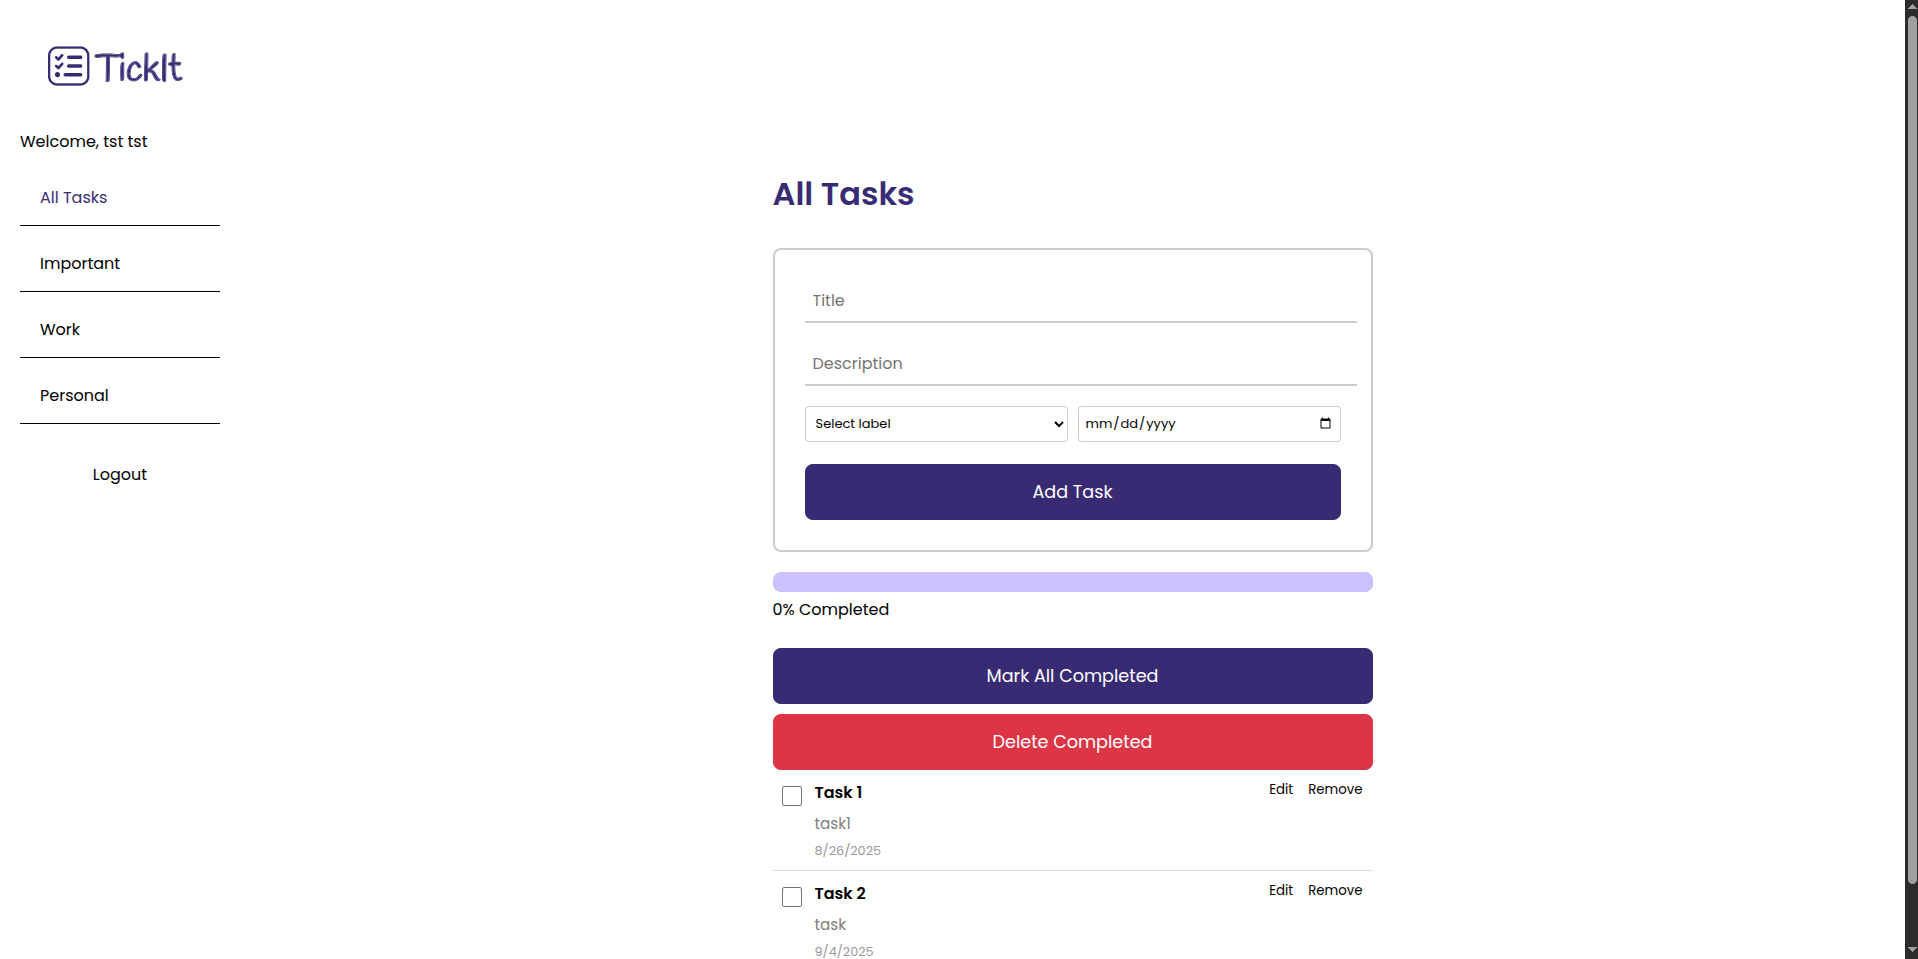 TickIt
Welcome, tst tst
All Tasks
Important
Work
Personal
Logout
All Tasks
Title
Description
Select label
mm/dd/yyyy
Add Task
0% Completed
Mark All Completed
Delete Completed
Task 1
Edit Remove
task1
8/26/2025
Task 2
Edit Remove
task
9/4/2025